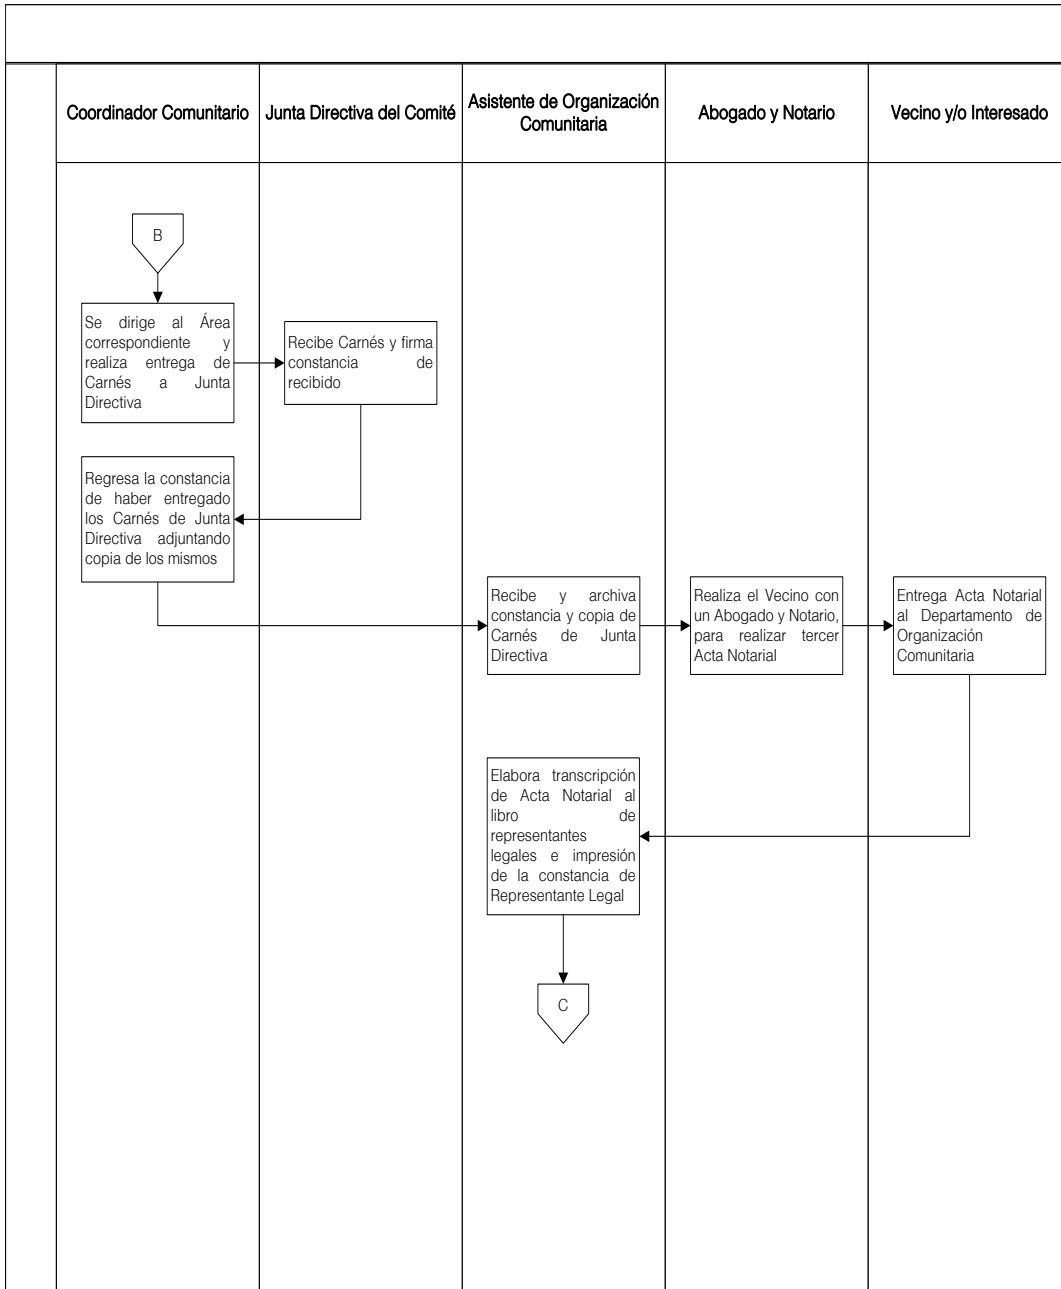 Coordinador Comunitario
Junta Directiva del Comité
Asistente de Organización
Comunitaria
Abogado y Notario
Vecino y/o Interesado
B
Se dirige al Área
correspondiente y
realiza entrega de
Carnés a Junta
Directiva
Recibe Carnés y firma
constancia de
recibido
Regresa la constancia
de haber entregado
los Carnés de Junta
Directiva adjuntando
copia de los mismos
Recibe y archiva
constancia y copia de
Carnés de Junta
Directiva
Realiza el Vecino con
un Abogado y Notario,
para realizar tercer
Acta Notarial
Entrega Acta Notarial
al Departamento de
Organización
Comunitaria
Elabora transcripción
de Acta Notarial al
libro de
representantes
legales e impresión
de la constancia de
Representante Legal
C